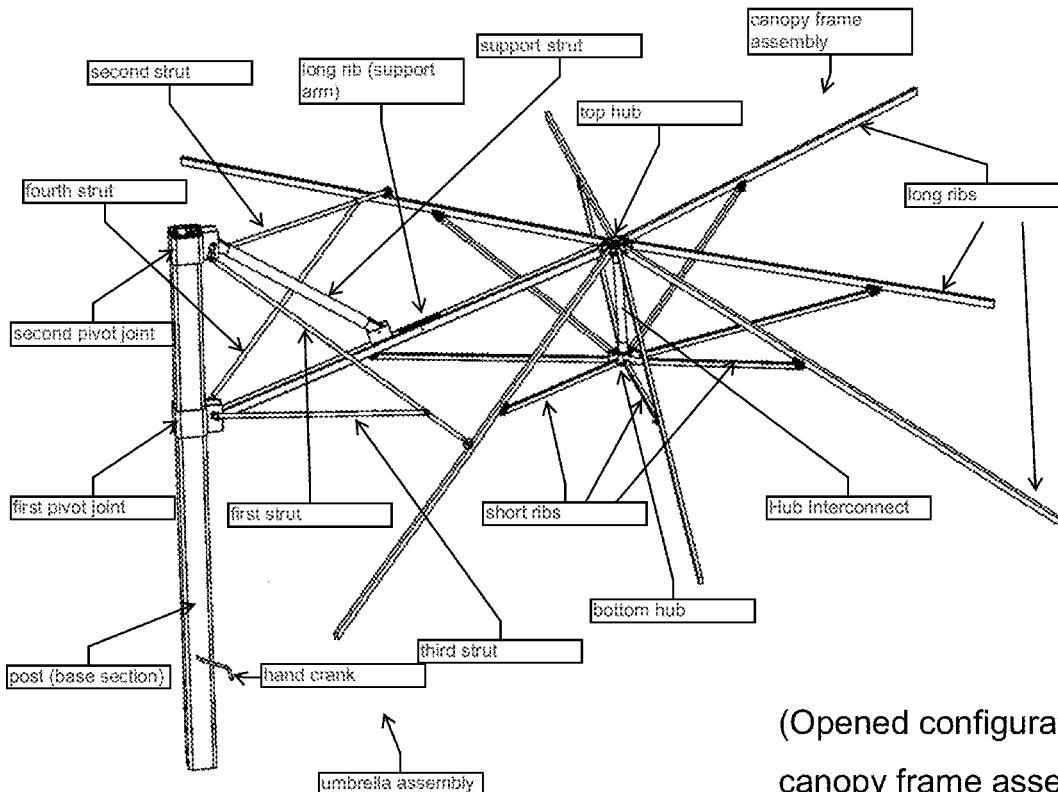 canopy frame
assembly
support strut
second strut
long rib (support
arm)
top hub
fourth strut
long ribs
second pivot joint
first pivot joint
first strut
short ribs
Hub Interconnect
bottom hub
third strut
post (base section)
hand crank
umbrella assembly
(Opened configura
canopy frame asse